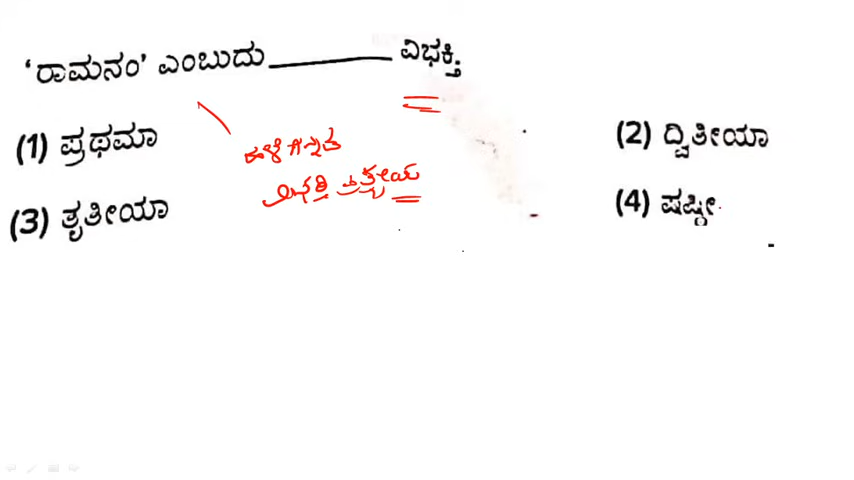 ‘ರಾಮನಂ’ ಎಂಬುದು ________ ವಿಭಕ್ತಿ.
(1) ಪ್ರಥಮಾ
(2) ದ್ವಿತೀಯಾ
ಹಳೆಗನ್ನಡ
ವಿಭಕ್ತಿ ಪ್ರತ್ಯಯ
(3) ತೃತೀಯಾ
(4) ಷಷ್ಠೀ